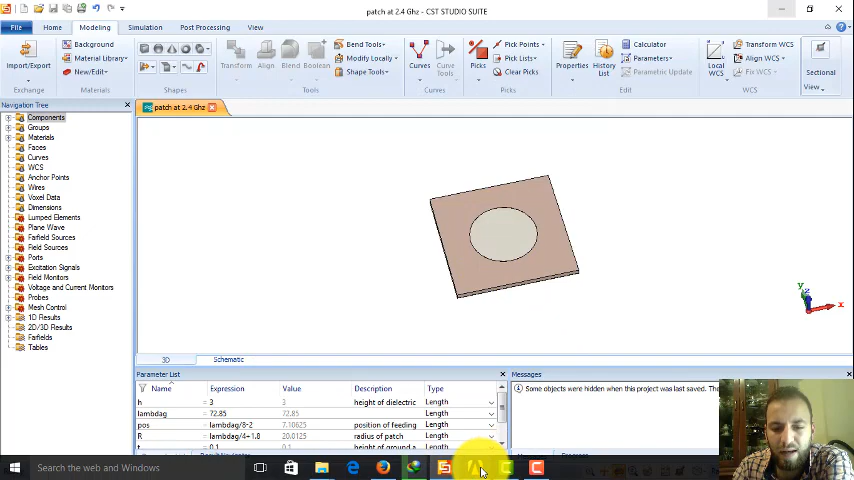 patch at 2.4 Ghz - CST STUDIO SUITE
File Home Modeling Simulation Post Processing View
Import/Export
Exchange
Background
Material Library
New/Edit
Materials
Shapes
Transform Align Blend Boolean
Bend Tools
Modify Locally
Shape Tools
Tools
Curves Curve Tools
Curves
Picks
Pick Points
Pick Lists
Clear Picks
Picks
Properties History List
Calculator
Parameters
Parametric Update
Edit
Local WCS
Transform WCS
Align WCS
Fix WCS
WCS
Sectional
View
Navigation Tree
patch at 2.4 Ghz
Components
Groups
Materials
Faces
Curves
WCS
Anchor Points
Wires
Voxel Data
Dimensions
Lumped Elements
Plane Wave
Farfield Sources
Field Sources
Ports
Excitation Signals
Field Monitors
Voltage and Current Monitors
Probes
Mesh Control
1D Results
2D/3D Results
Farfields
Tables
y z x
3D Schematic
Parameter List
Name Expression Value Description Type
h = 3 3 height of dielectric Length
lambdag = 72.85 72.85 Length
pos = lambdag/8-2 7.10625 position of feeding Length
R = lambdag/4+1.8 20.0125 radius of patch Length
t = 0.1 0.1 Length
Messages
Some objects were hidden when this project was last saved. The
Search the web and Windows